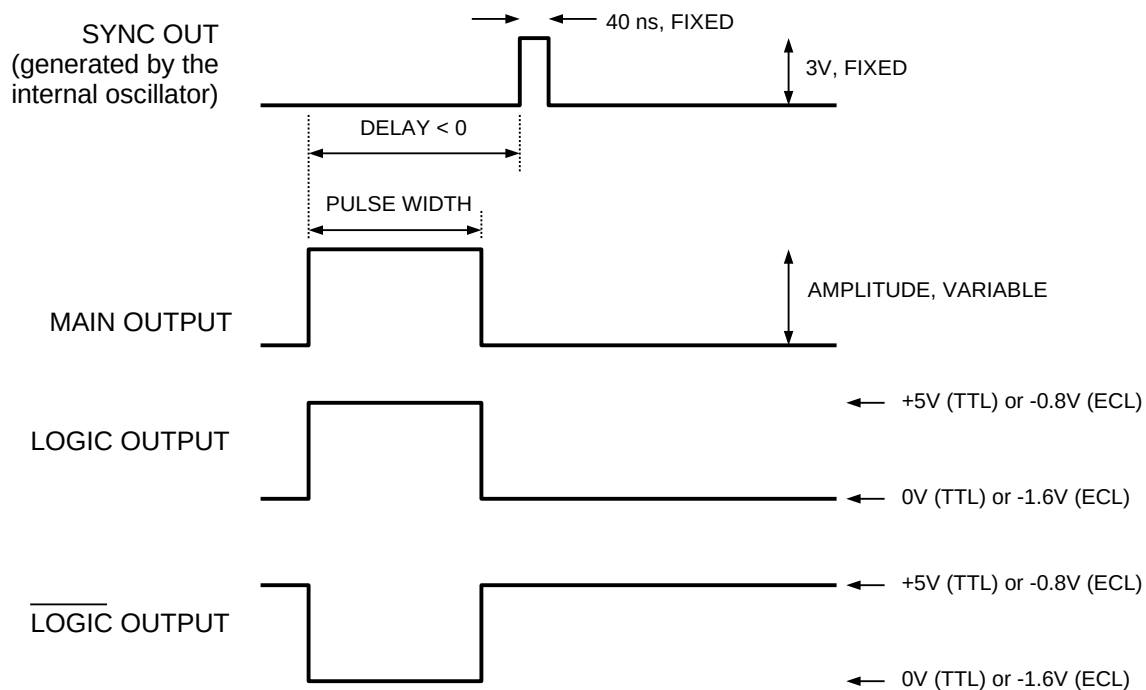 40 ns, FIXED
SYNC OUT
(generated by the
internal oscillator)
3V, FIXED
DELAY < 0
PULSE WIDTH
AMPLITUDE, VARIABLE
MAIN OUTPUT
+5V (TTL) or -0.8V (ECL)
LOGIC OUTPUT
0V (TTL) or -1.6V (ECL)
+5V (TTL) or -0.8V (ECL)
LOGIC OUTPUT
0V (TTL) or -1.6V (ECL)